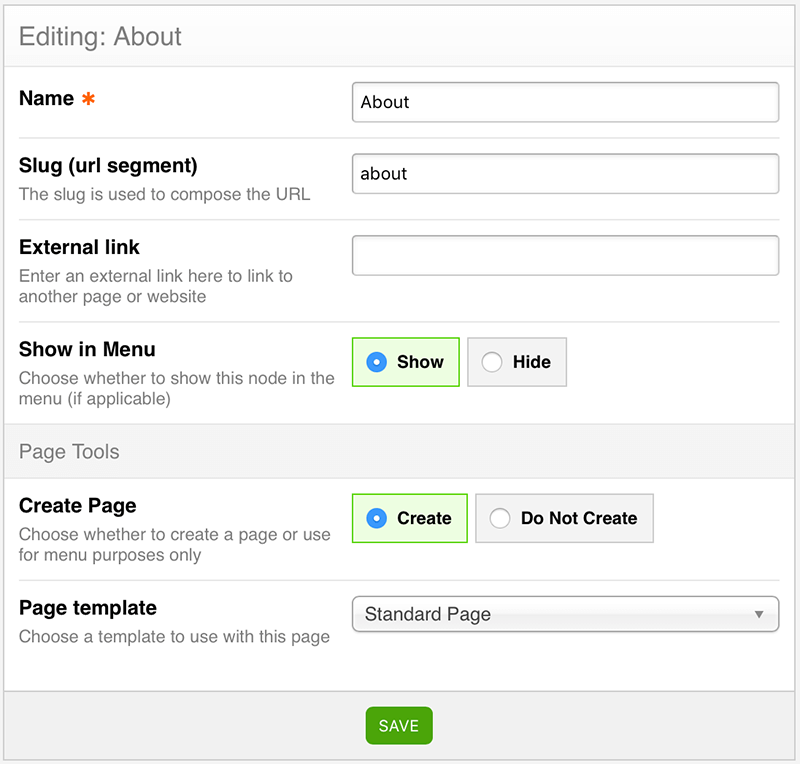 Editing: About
Name *
About
Slug (url segment)
The slug is used to compose the URL
about
External link
Enter an external link here to link to
another page or website
Show in Menu
Choose whether to show this node in the
menu (if applicable)
Show
Hide
Page Tools
Create Page
Choose whether to create a page or use
for menu purposes only
Create
Do Not Create
Page template
Choose a template to use with this page
Standard Page
SAVE